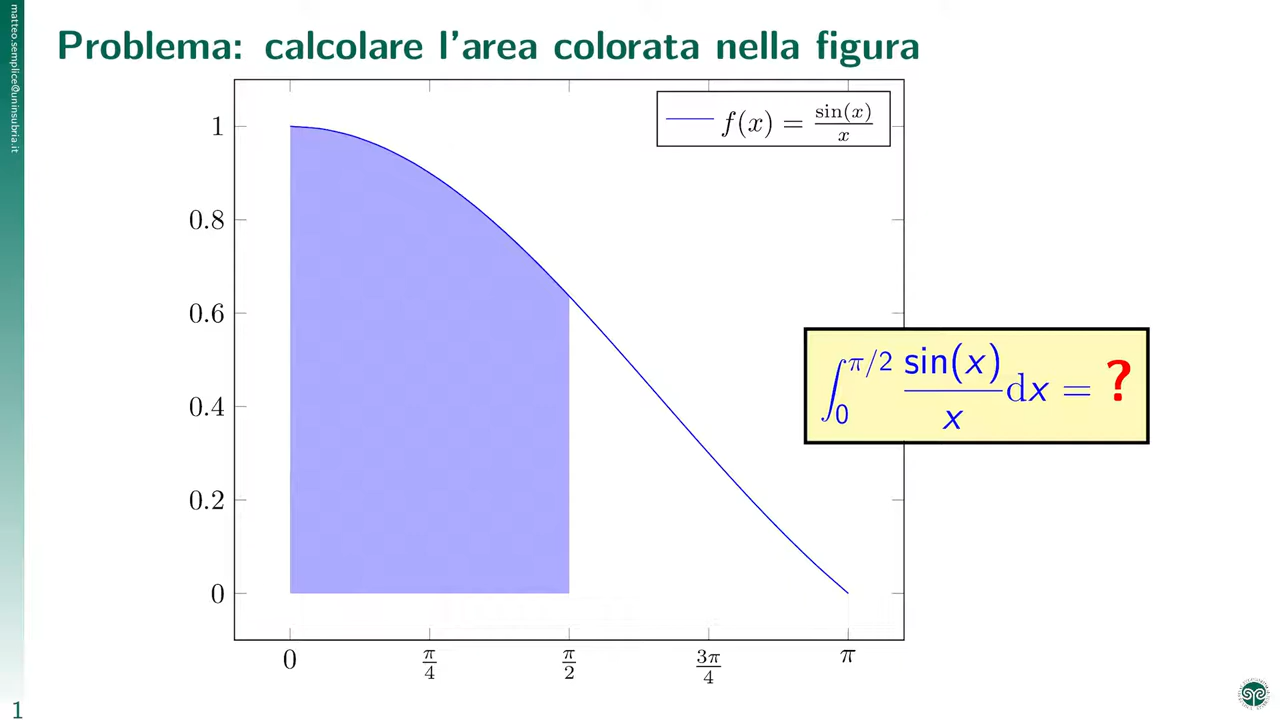 matteo.semplice@uninsubria.it
Problema: calcolare l'area colorata nella figura
f(x) = sin(x)/x
1
0.8
0.6
0.4
0.2
0
0 π/4 π/2 3π/4 π
∫₀^π/2 sin(x)/x dx = ?
1